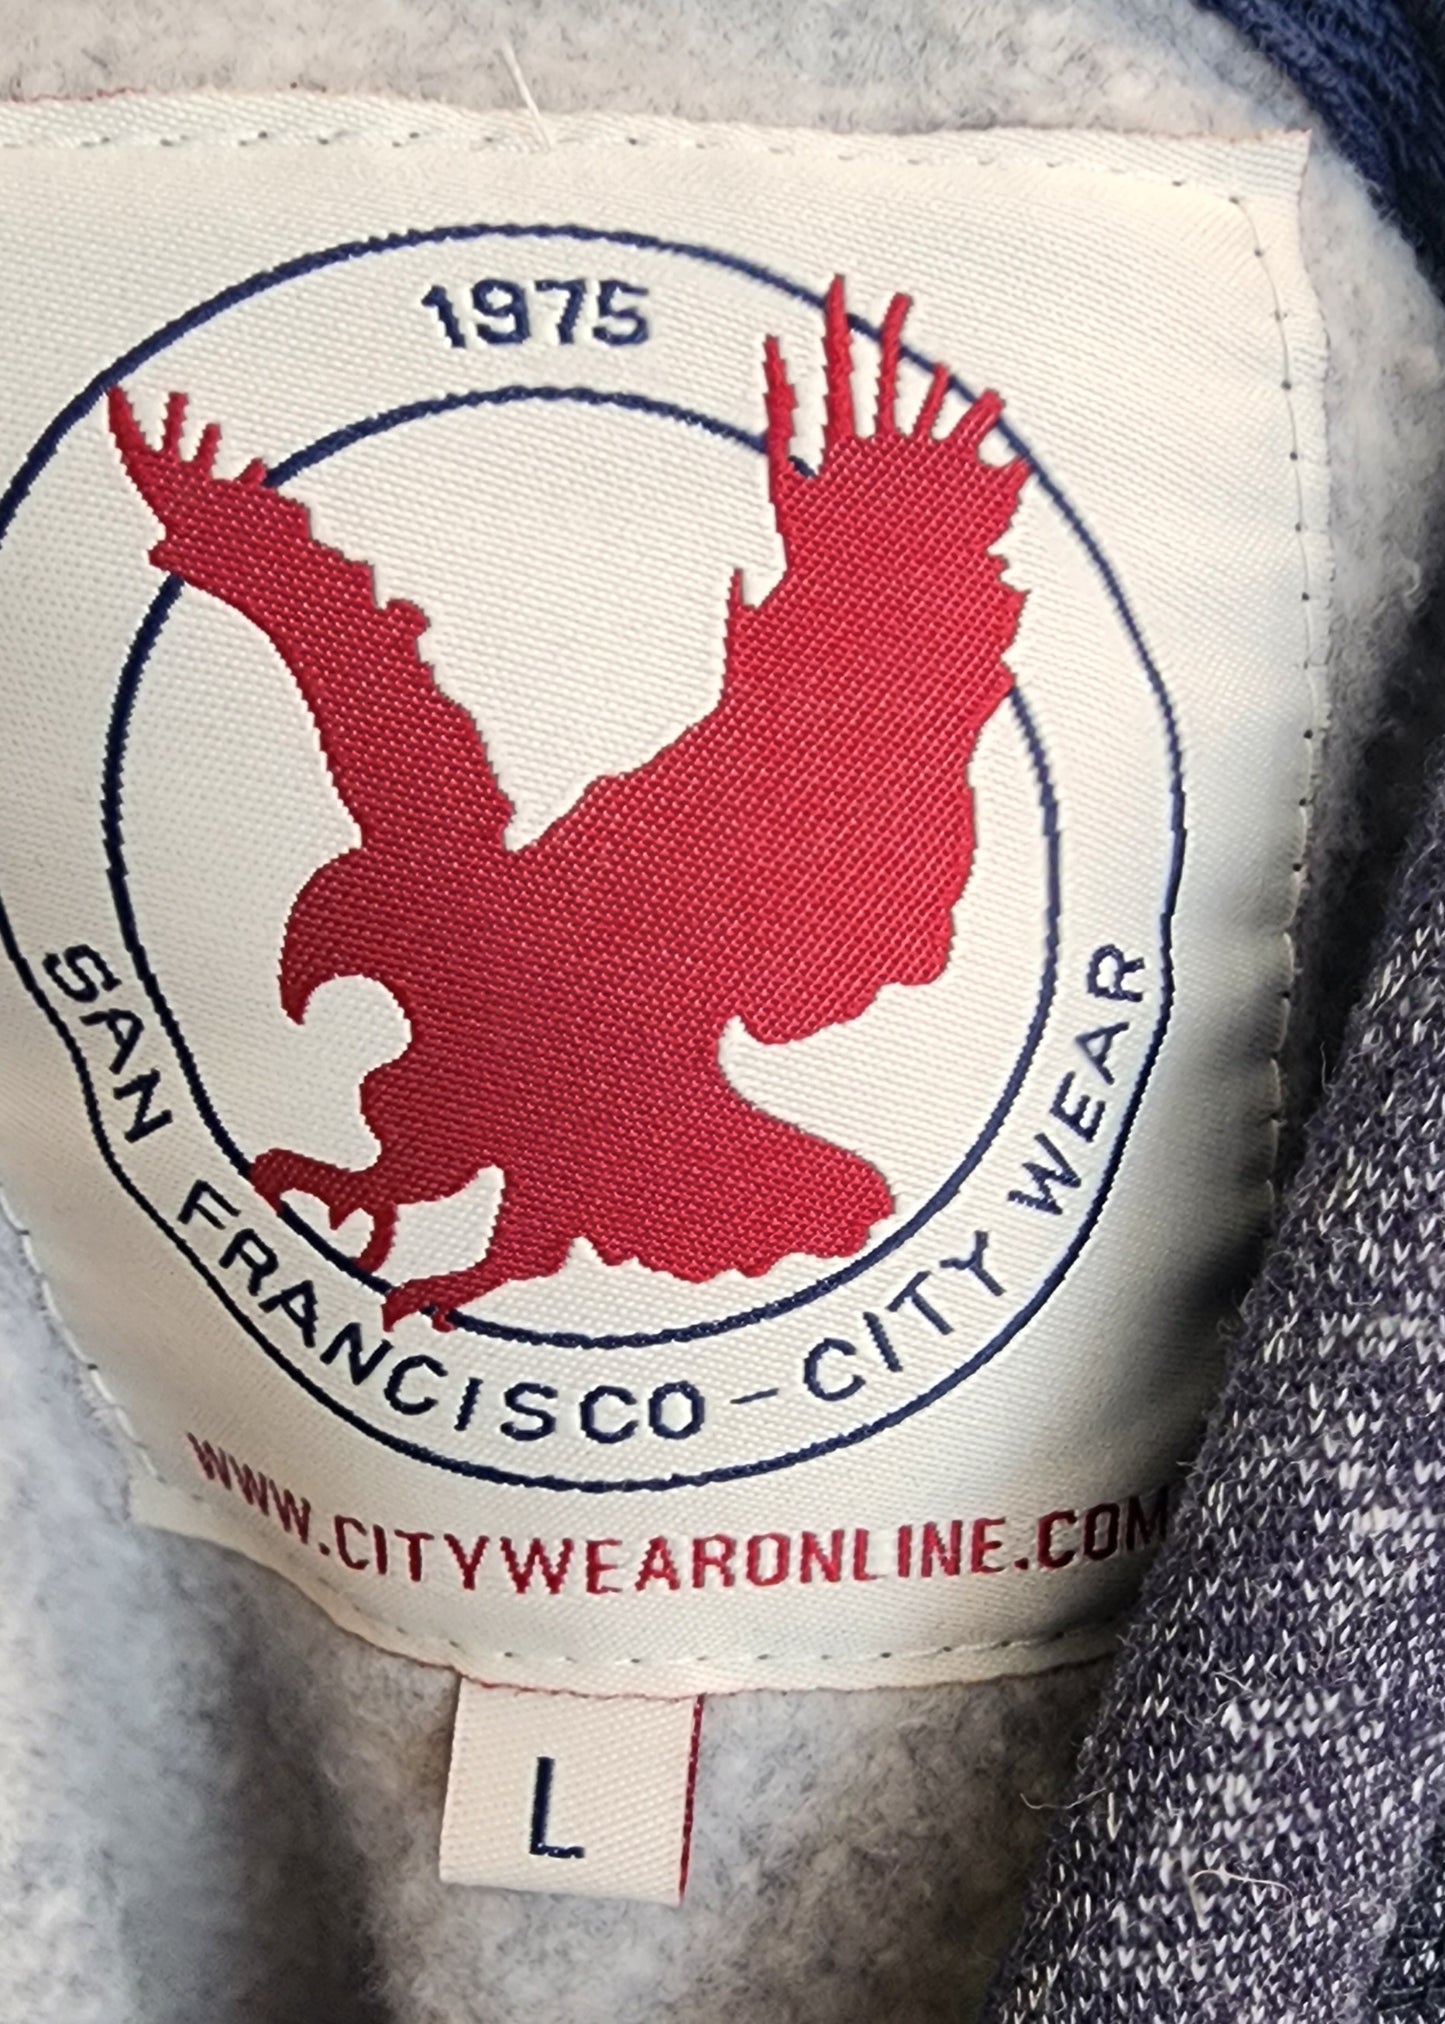 1975
SAN FRANCISCO-CITY WEAR
WWW.CITYWEARONLINE.COM
L